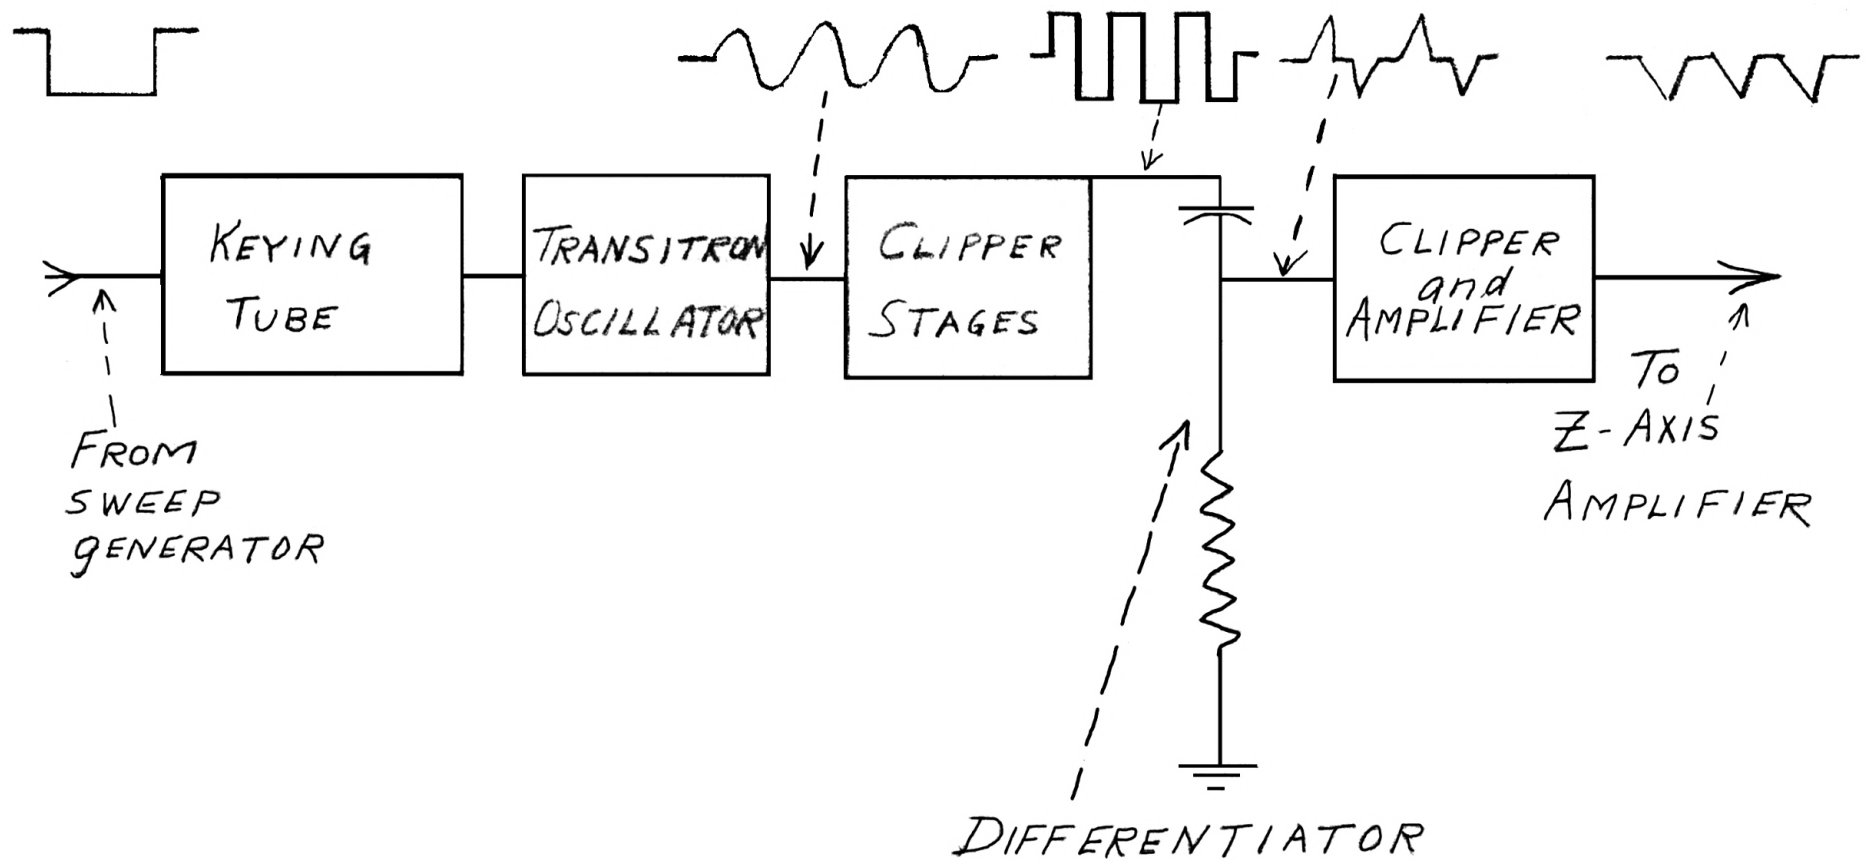 KEYING
TUBE
TRANSITRON
OSCILLATOR
CLIPPER
STAGES
CLIPPER
and
AMPLIFIER
FROM
SWEEP
gENERATOR
TO
Z-AXIS
AMPLIFIER
DIFFERENTIATOR